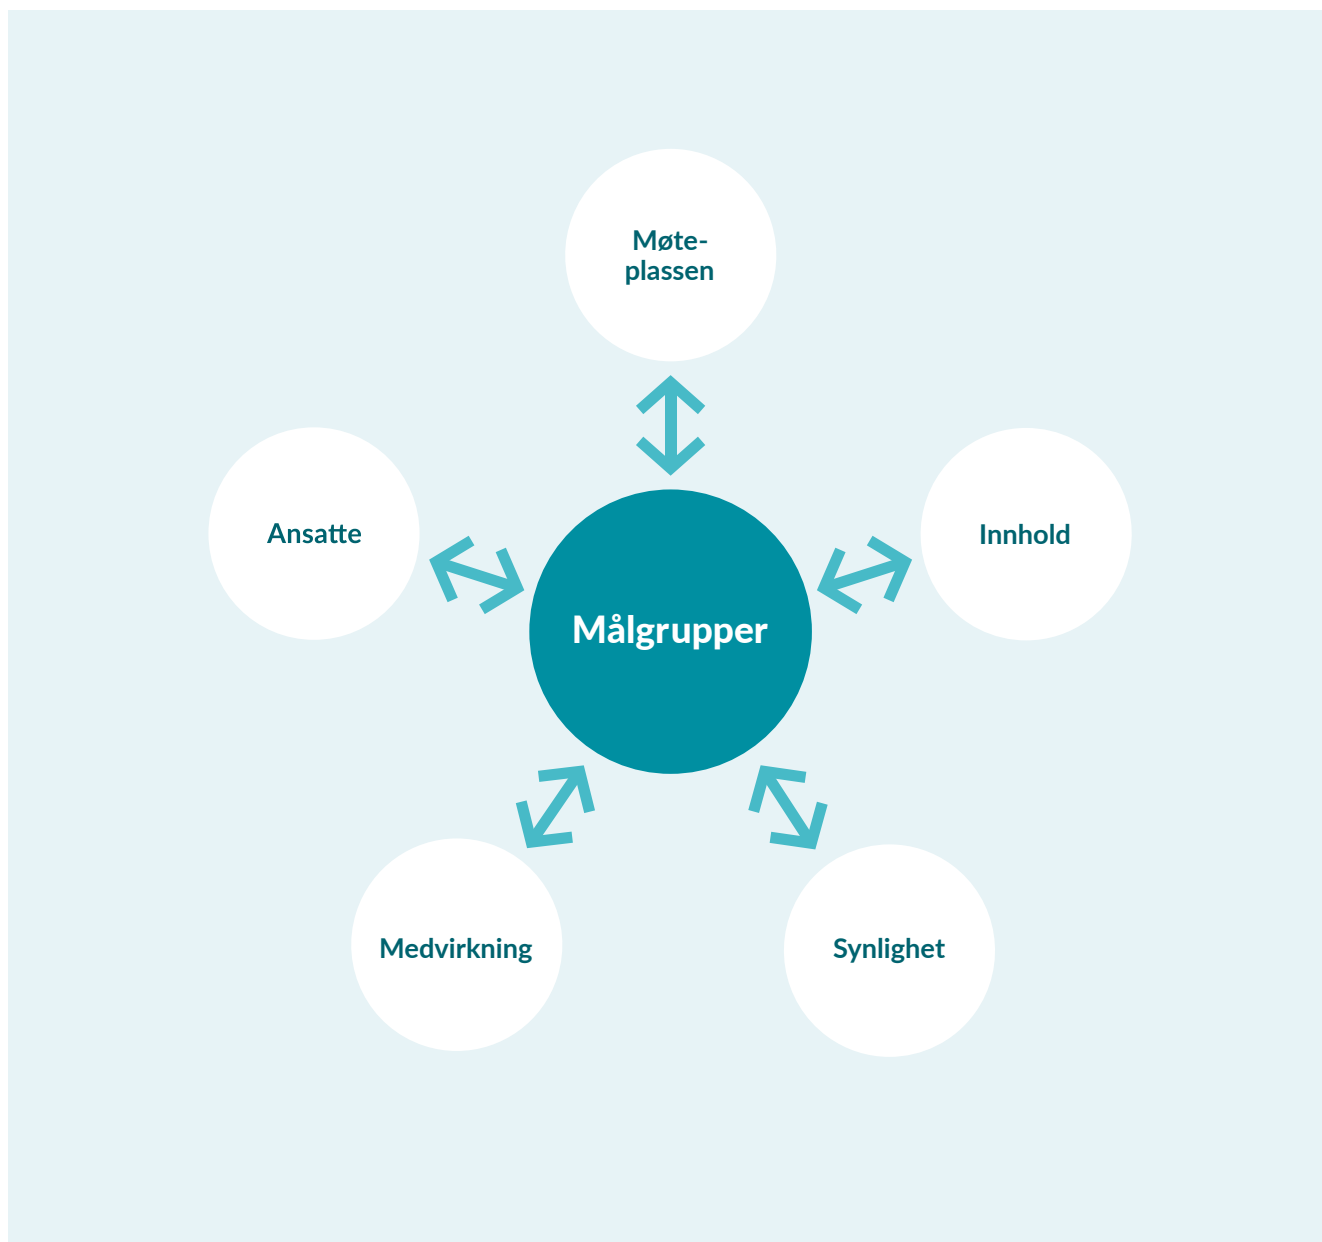 Møte-
plassen
Ansatte
Innhold
Målgrupper
Medvirkning
Synlighet